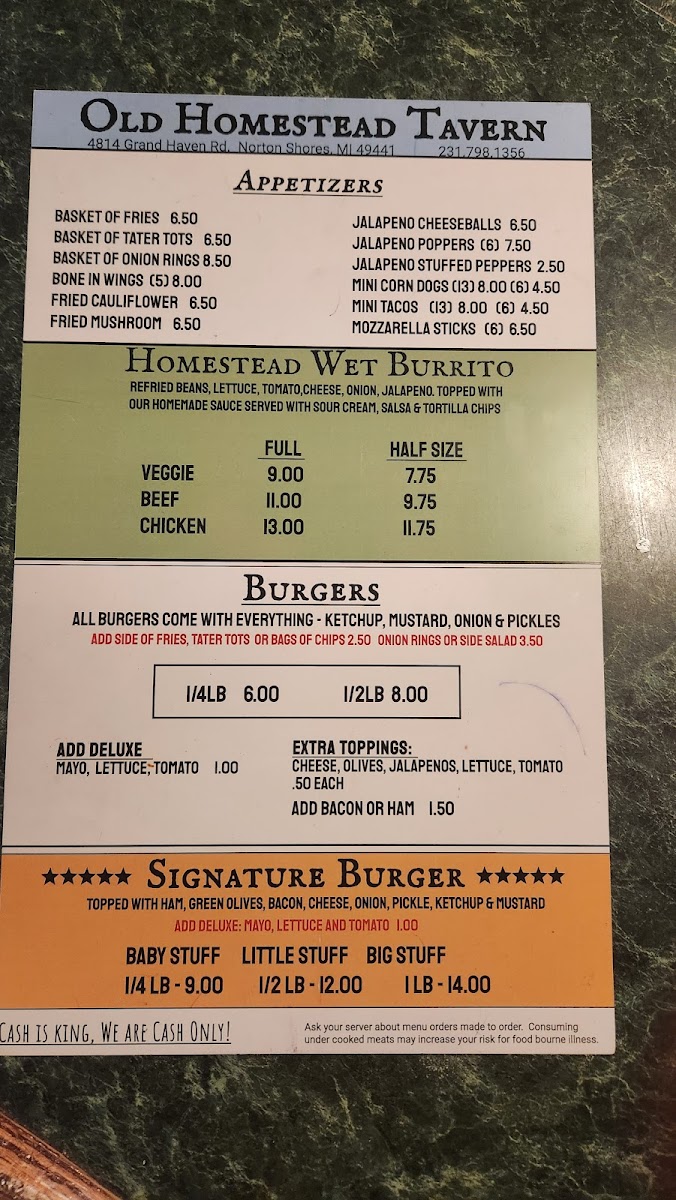 OLD HOMESTEAD TAVERN
4814 Grand Haven Rd, Norton Shores, MI 49441 231.798.1356
APPETIZERS
BASKET OF FRIES 6.50
BASKET OF TATER TOTS 6.50
BASKET OF ONION RINGS 8.50
BONE IN WINGS (5) 8.00
FRIED CAULIFLOWER 6.50
FRIED MUSHROOM 6.50
JALAPENO CHEESEBALLS 6.50
JALAPENO POPPERS (6) 7.50
JALAPENO STUFFED PEPPERS 2.50
MINI CORN DOGS (13) 8.00 (6) 4.50
MINI TACOS (13) 8.00 (6) 4.50
MOZZARELLA STICKS (6) 6.50
HOMESTEAD WET BURRITO
REFRIED BEANS, LETTUCE, TOMATO,CHEESE, ONION, JALAPENO. TOPPED WITH
OUR HOMEMADE SAUCE SERVED WITH SOUR CREAM, SALSA & TORTILLA CHIPS
FULL HALF SIZE
VEGGIE 9.00 7.75
BEEF 11.00 9.75
CHICKEN 13.00 11.75
BURGERS
ALL BURGERS COME WITH EVERYTHING - KETCHUP, MUSTARD, ONION & PICKLES
ADD SIDE OF FRIES, TATER TOTS OR BAGS OF CHIPS 2.50 ONION RINGS OR SIDE SALAD 3.50
1/4LB 6.00 1/2LB 8.00
ADD DELUXE
MAYO, LETTUCE, TOMATO 1.00
EXTRA TOPPINGS:
CHEESE, OLIVES, JALAPENOS, LETTUCE, TOMATO
.50 EACH
ADD BACON OR HAM 1.50
★★★★★ SIGNATURE BURGER ★★★★★
TOPPED WITH HAM, GREEN OLIVES, BACON, CHEESE, ONION, PICKLE, KETCHUP & MUSTARD
ADD DELUXE: MAYO, LETTUCE AND TOMATO 1.00
BABY STUFF LITTLE STUFF BIG STUFF
1/4 LB - 9.00 1/2 LB - 12.00 1 LB - 14.00
CASH IS KING, WE ARE CASH ONLY!
Ask your server about menu orders made to order. Consuming
under cooked meats may increase your risk for food bourne illness.